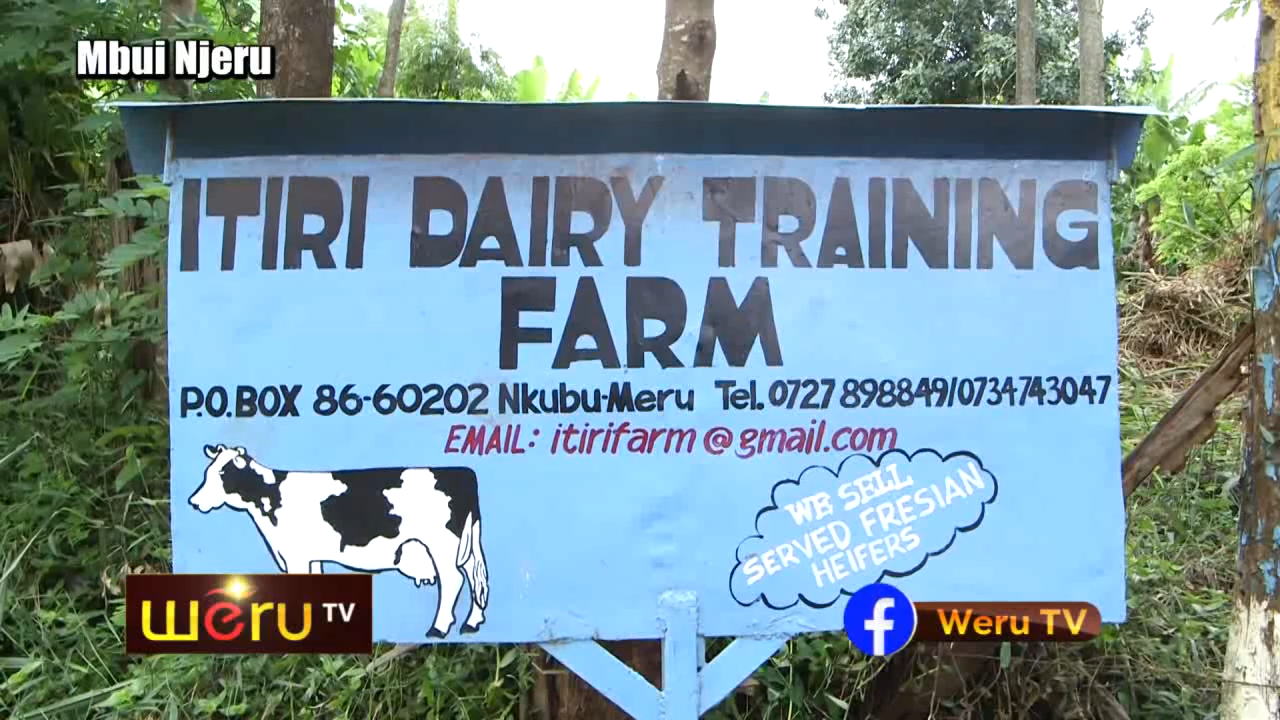 Mbui Njeru
ITIRI DAIRY TRAINING
FARM
P.O.BOX 86-60202 Nkubu-Meru Tel. 0727 898849/0734743047
EMAIL: itirifarm@gmail.com
WE SELL
SERVED FRESIAN
HEIFERS
weru TV
f Weru TV